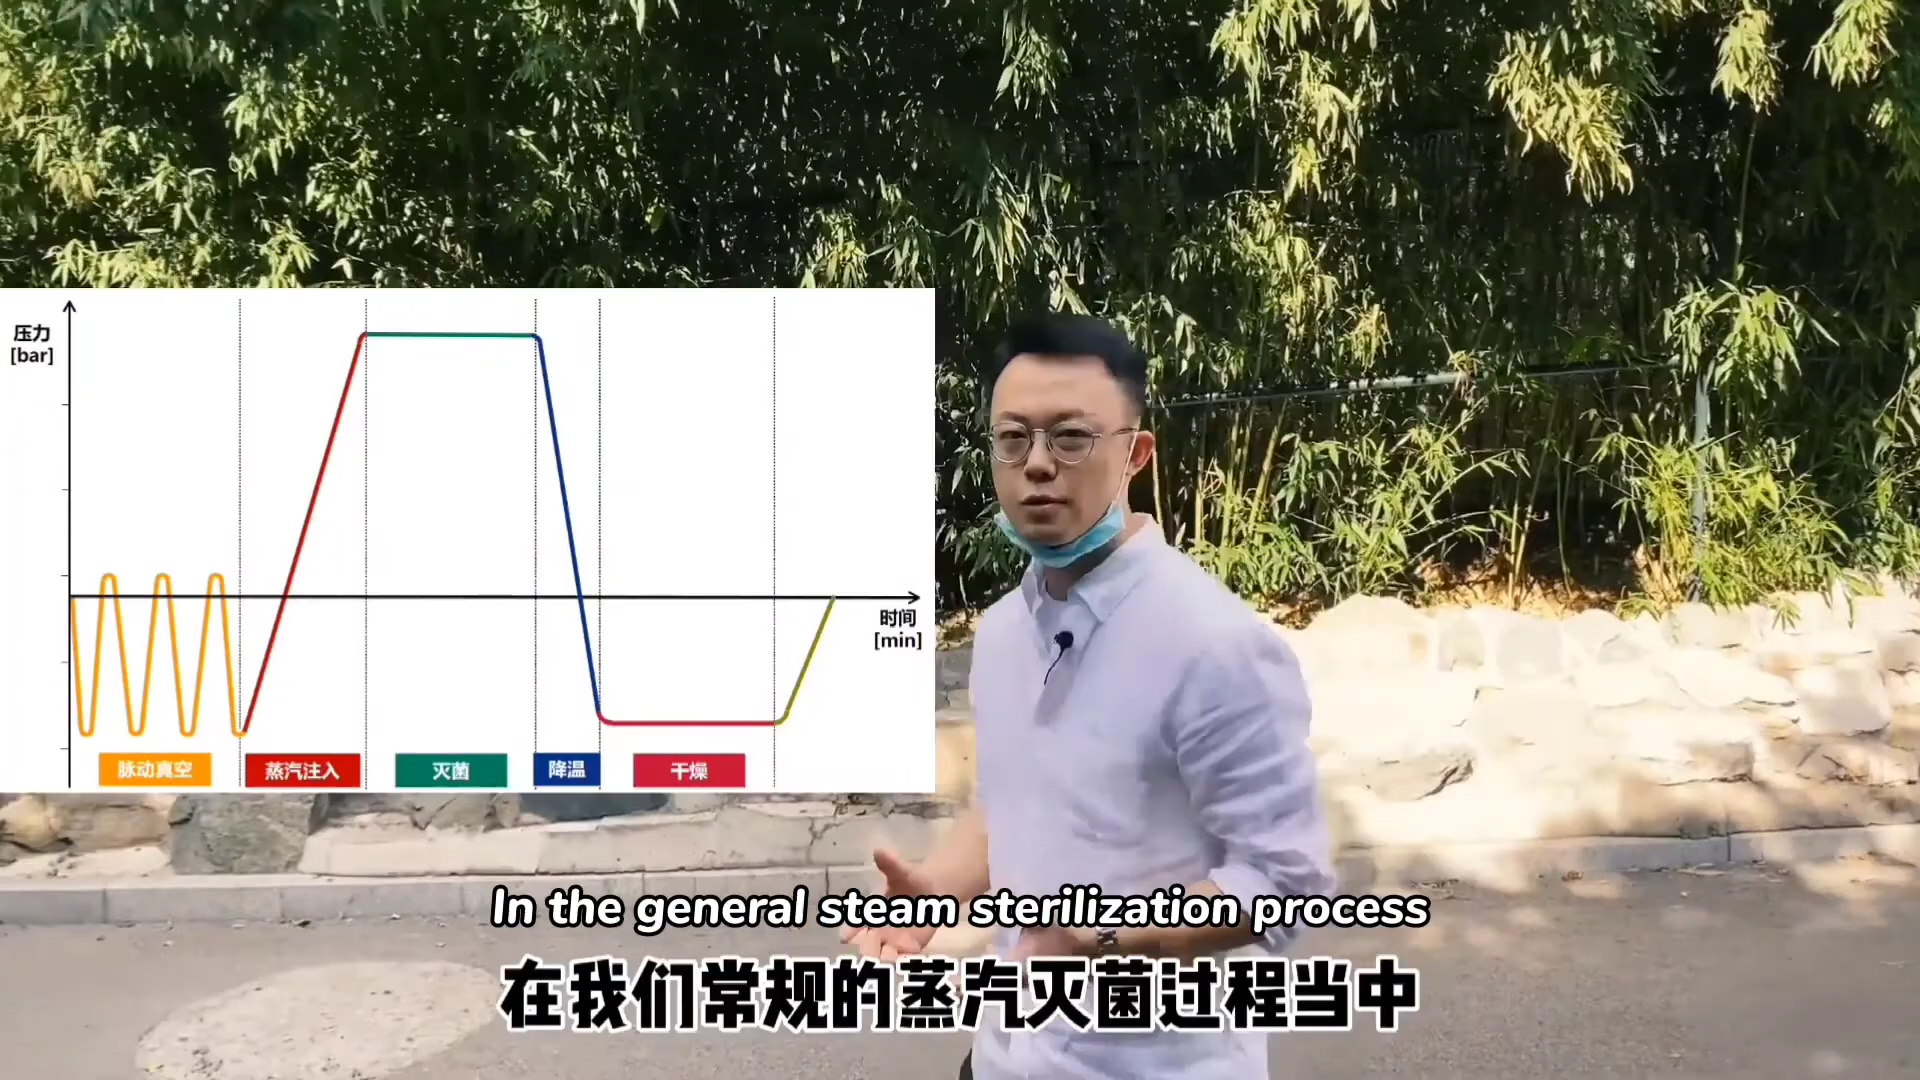 压力
[bar]
时间
[min]
脉动真空
蒸汽注入
灭菌
降温
干燥
In the general steam sterilization process
在我们常规的蒸汽灭菌过程当中